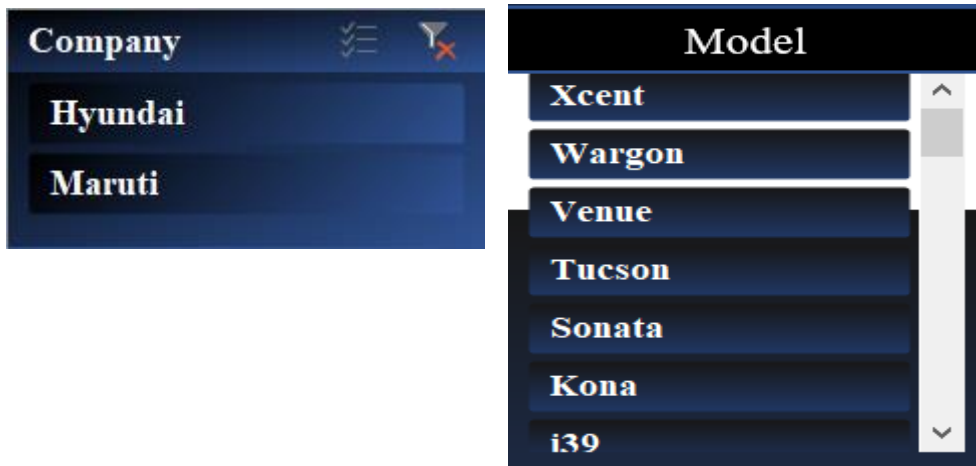 Company
Hyundai
Maruti
Model
Xcent
Wargon
Venue
Tucson
Sonata
Kona
i39